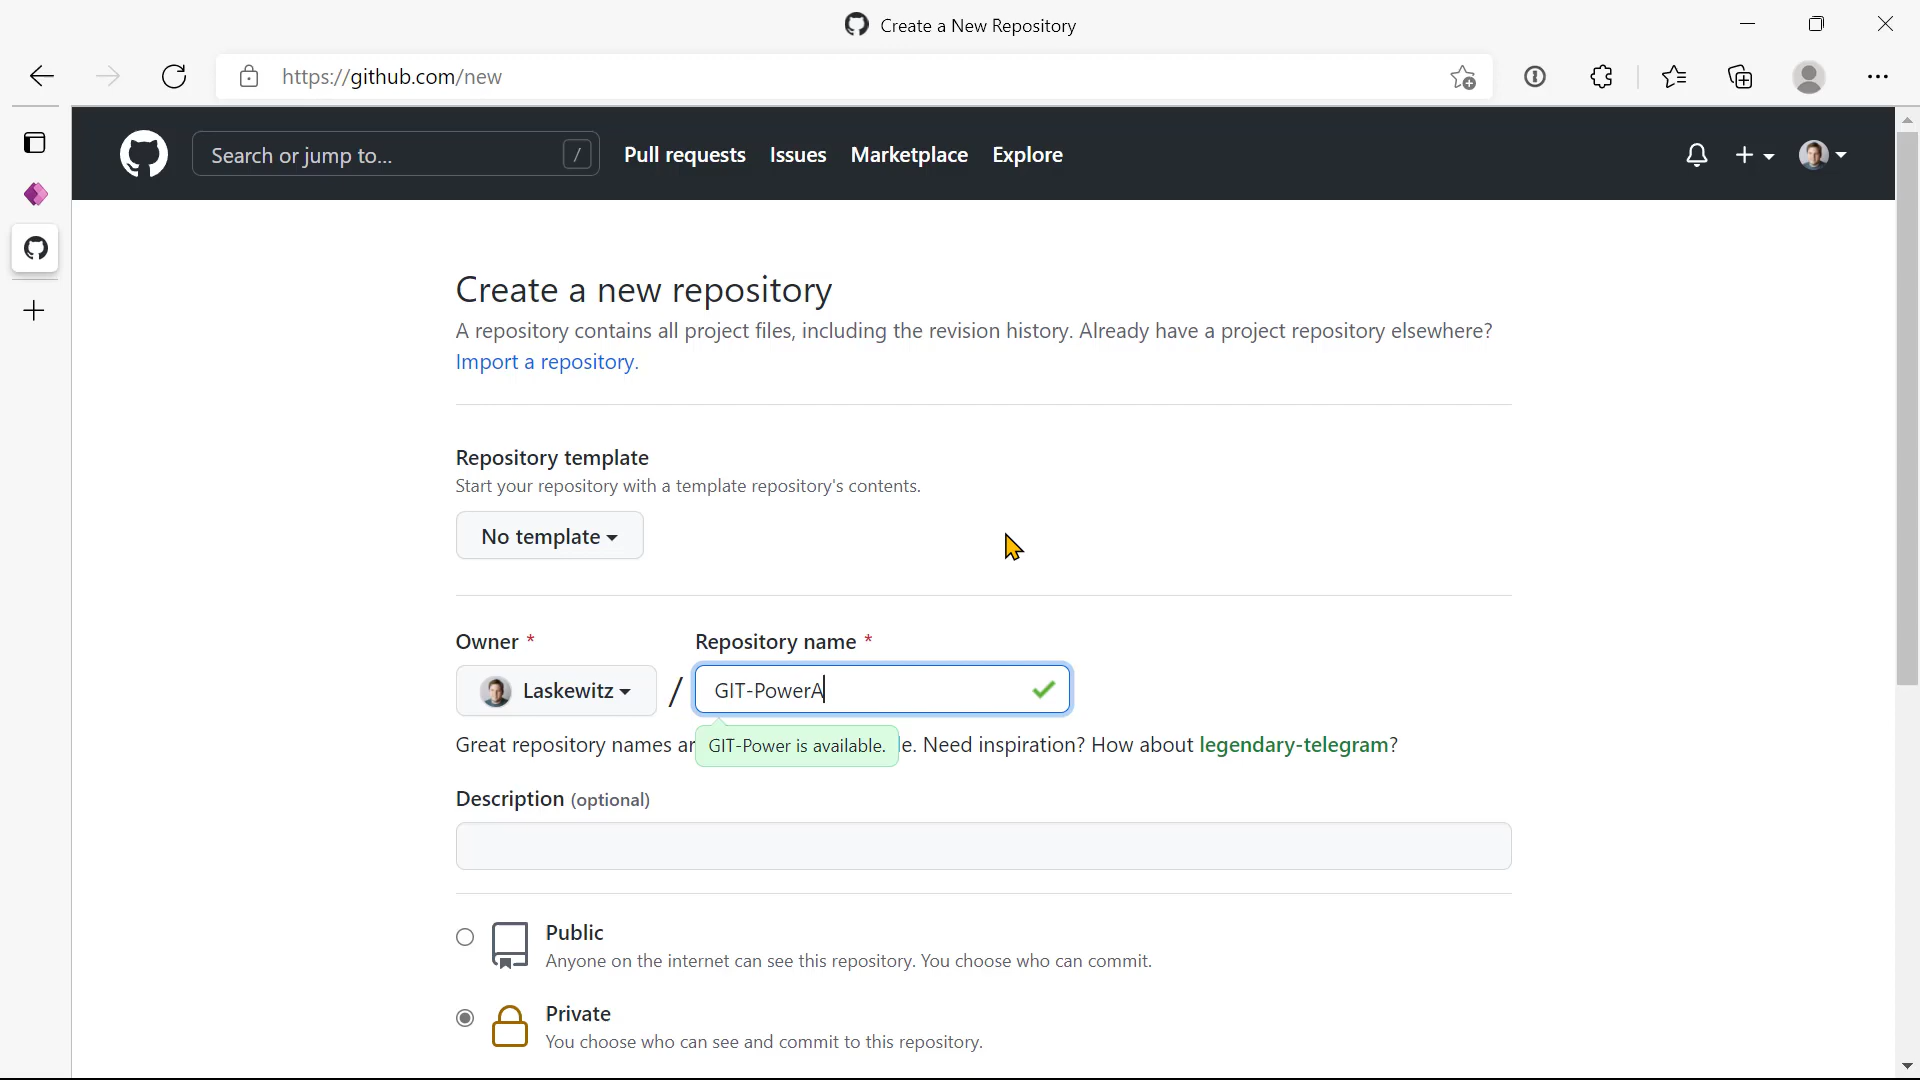 Create a New Repository
https://github.com/new
Search or jump to... /
Pull requests Issues Marketplace Explore
Create a new repository
A repository contains all project files, including the revision history. Already have a project repository elsewhere?
Import a repository.
Repository template
Start your repository with a template repository's contents.
No template
Owner * Repository name *
Laskewitz / GIT-PowerA
Great repository names ar GIT-Power is available. e. Need inspiration? How about legendary-telegram?
Description (optional)
Public
Anyone on the internet can see this repository. You choose who can commit.
Private
You choose who can see and commit to this repository.